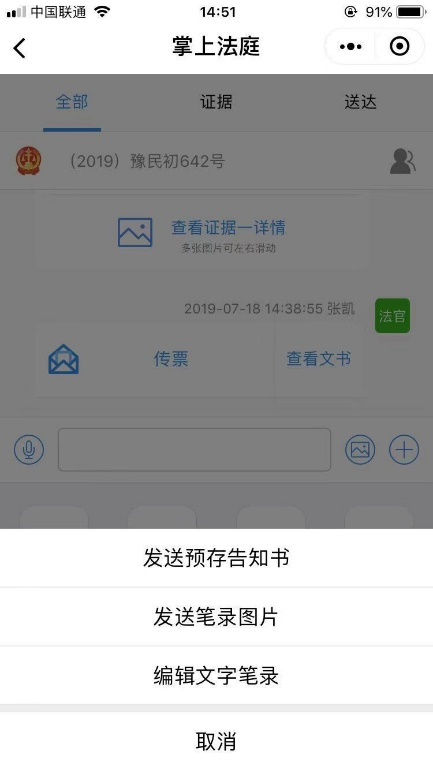 中国联通
14:51
91%
掌上法庭
全部
证据
送达
（2019）豫民初642号
查看证据一详情
多张图片可左右滑动
2019-07-18 14:38:55 张凯
法官
传票
查看文书
发送预存告知书
发送笔录图片
编辑文字笔录
取消